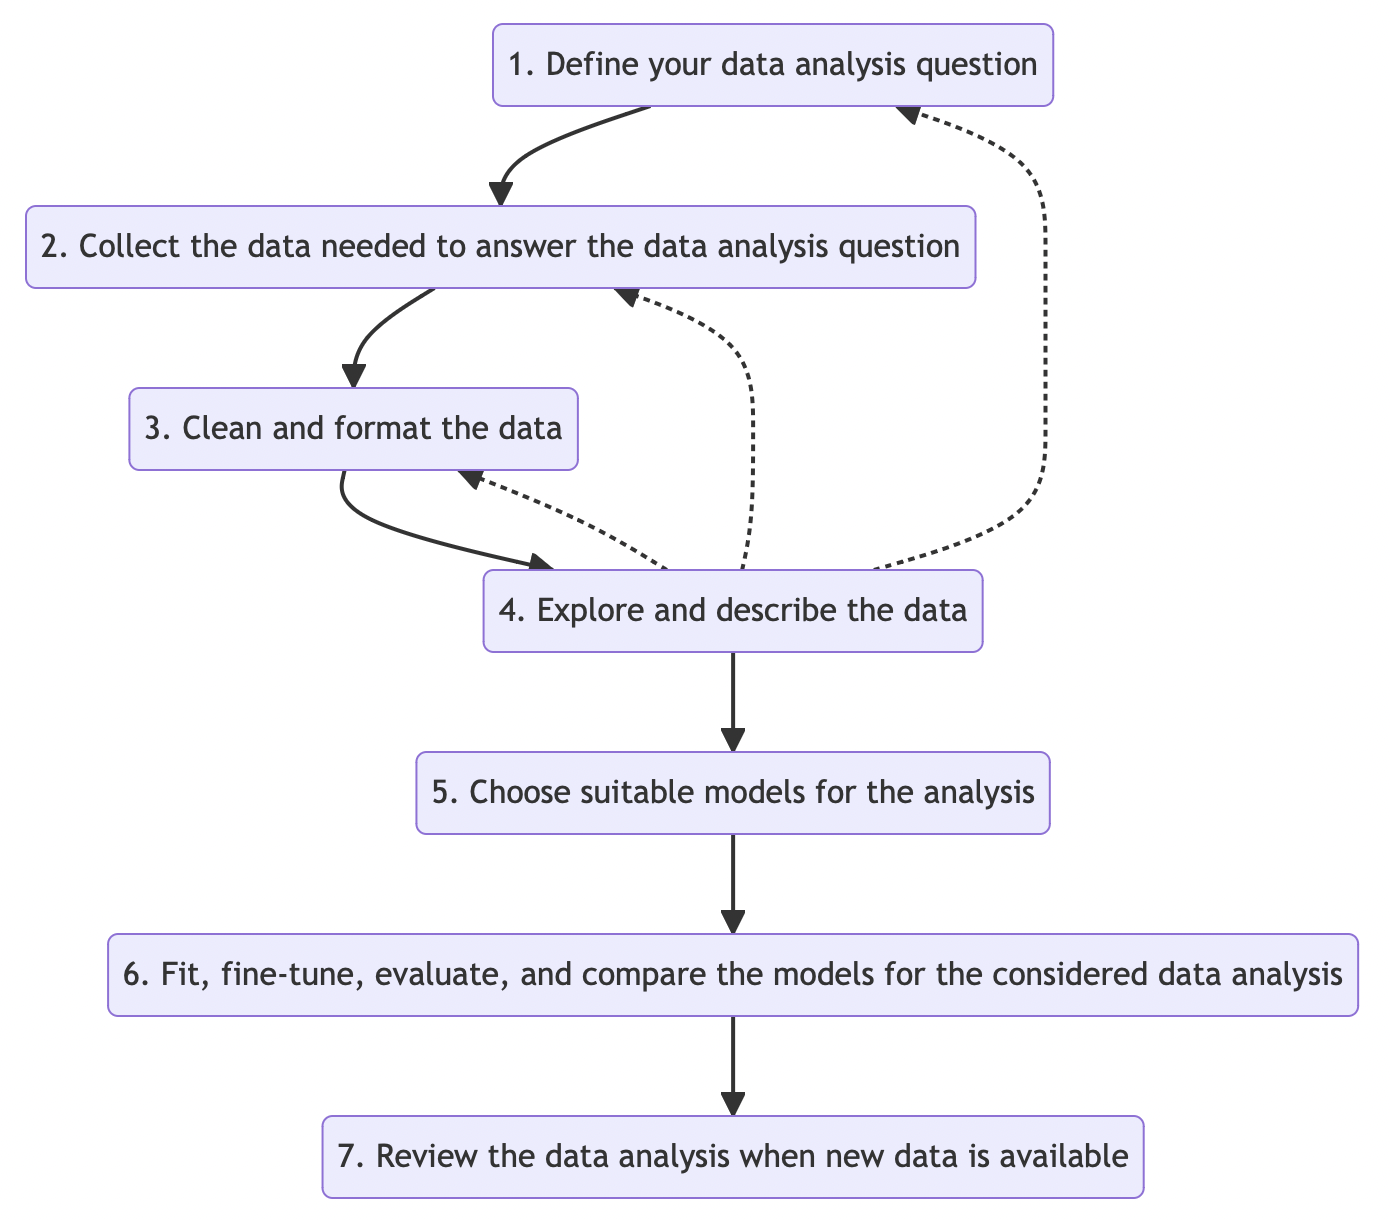 1. Define your data analysis question
2. Collect the data needed to answer the data analysis question
3. Clean and format the data
4. Explore and describe the data
5. Choose suitable models for the analysis
6. Fit, fine-tune, evaluate, and compare the models for the considered data analysis
7. Review the data analysis when new data is available